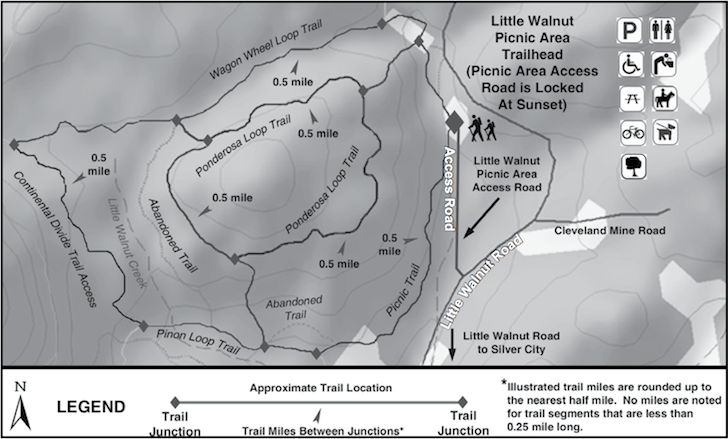 Little Walnut
Picnic Area
Trailhead
(Picnic Area Access
Road is Locked
At Sunset)
P
Wagon Wheel Loop Trail
0.5 mile
0.5 mile
Ponderosa Loop Trail
0.5
mile
0.5 mile
Ponderosa Loop Trail
Continental Divide Trail Access
Little Walnut Creek
Abandoned Trail
0.5 mile
0.5
mile
Picnic Trail
Abandoned
Trail
Pinon Loop Trail
Access Road
Little Walnut
Picnic Area
Access Road
Cleveland Mine Road
Little Walnut Road
Little Walnut Road
to Silver City
N
LEGEND
Approximate Trail Location
Trail
Junction
Trail Miles Between Junctions*
Trail
Junction
*Illustrated trail miles are rounded up to
the nearest half mile. No miles are noted
for trail segments that are less than
0.25 mile long.